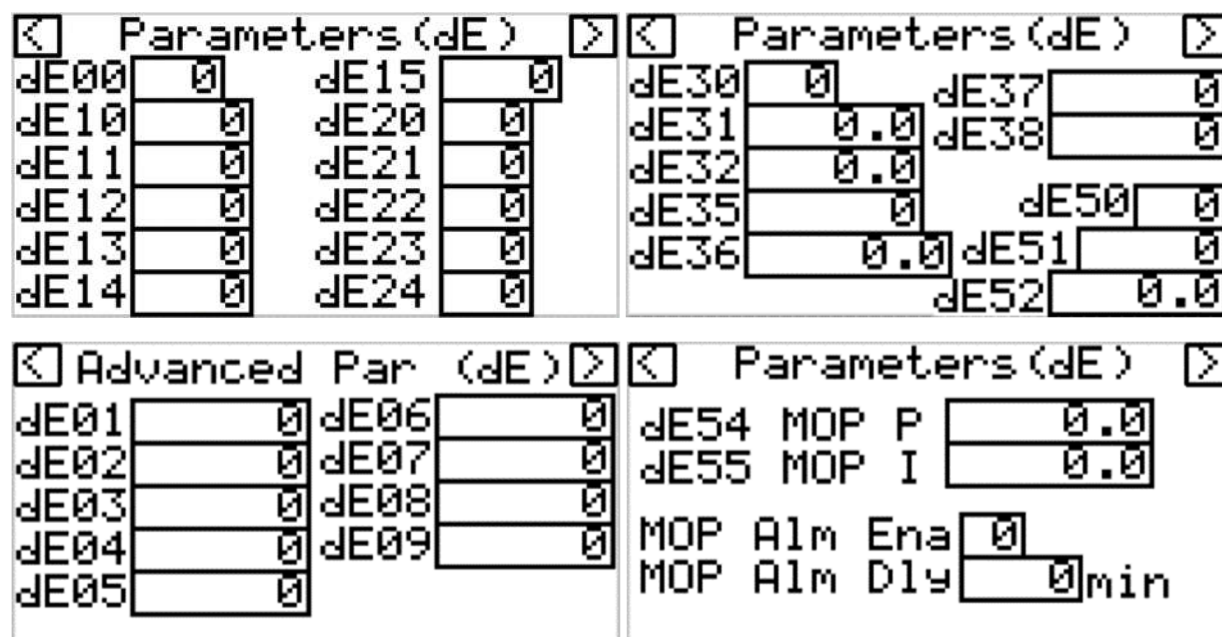 < Parameters(dE) >
dE00 0 dE15 0
dE10 0 dE20 0
dE11 0 dE21 0
dE12 0 dE22 0
dE13 0 dE23 0
dE14 0 dE24 0
< Parameters(dE) >
dE30 0 dE37 0
dE31 0.0 dE38 0
dE32 0.0
dE35 0 dE50 0
dE36 0.0 dE51 0
dE52 0.0
< Advanced Par (dE) >
dE01 0 dE06 0
dE02 0 dE07 0
dE03 0 dE08 0
dE04 0 dE09 0
dE05 0
< Parameters(dE) >
dE54 MOP P 0.0
dE55 MOP I 0.0
MOP Alm Ena 0
MOP Alm Dly 0 min